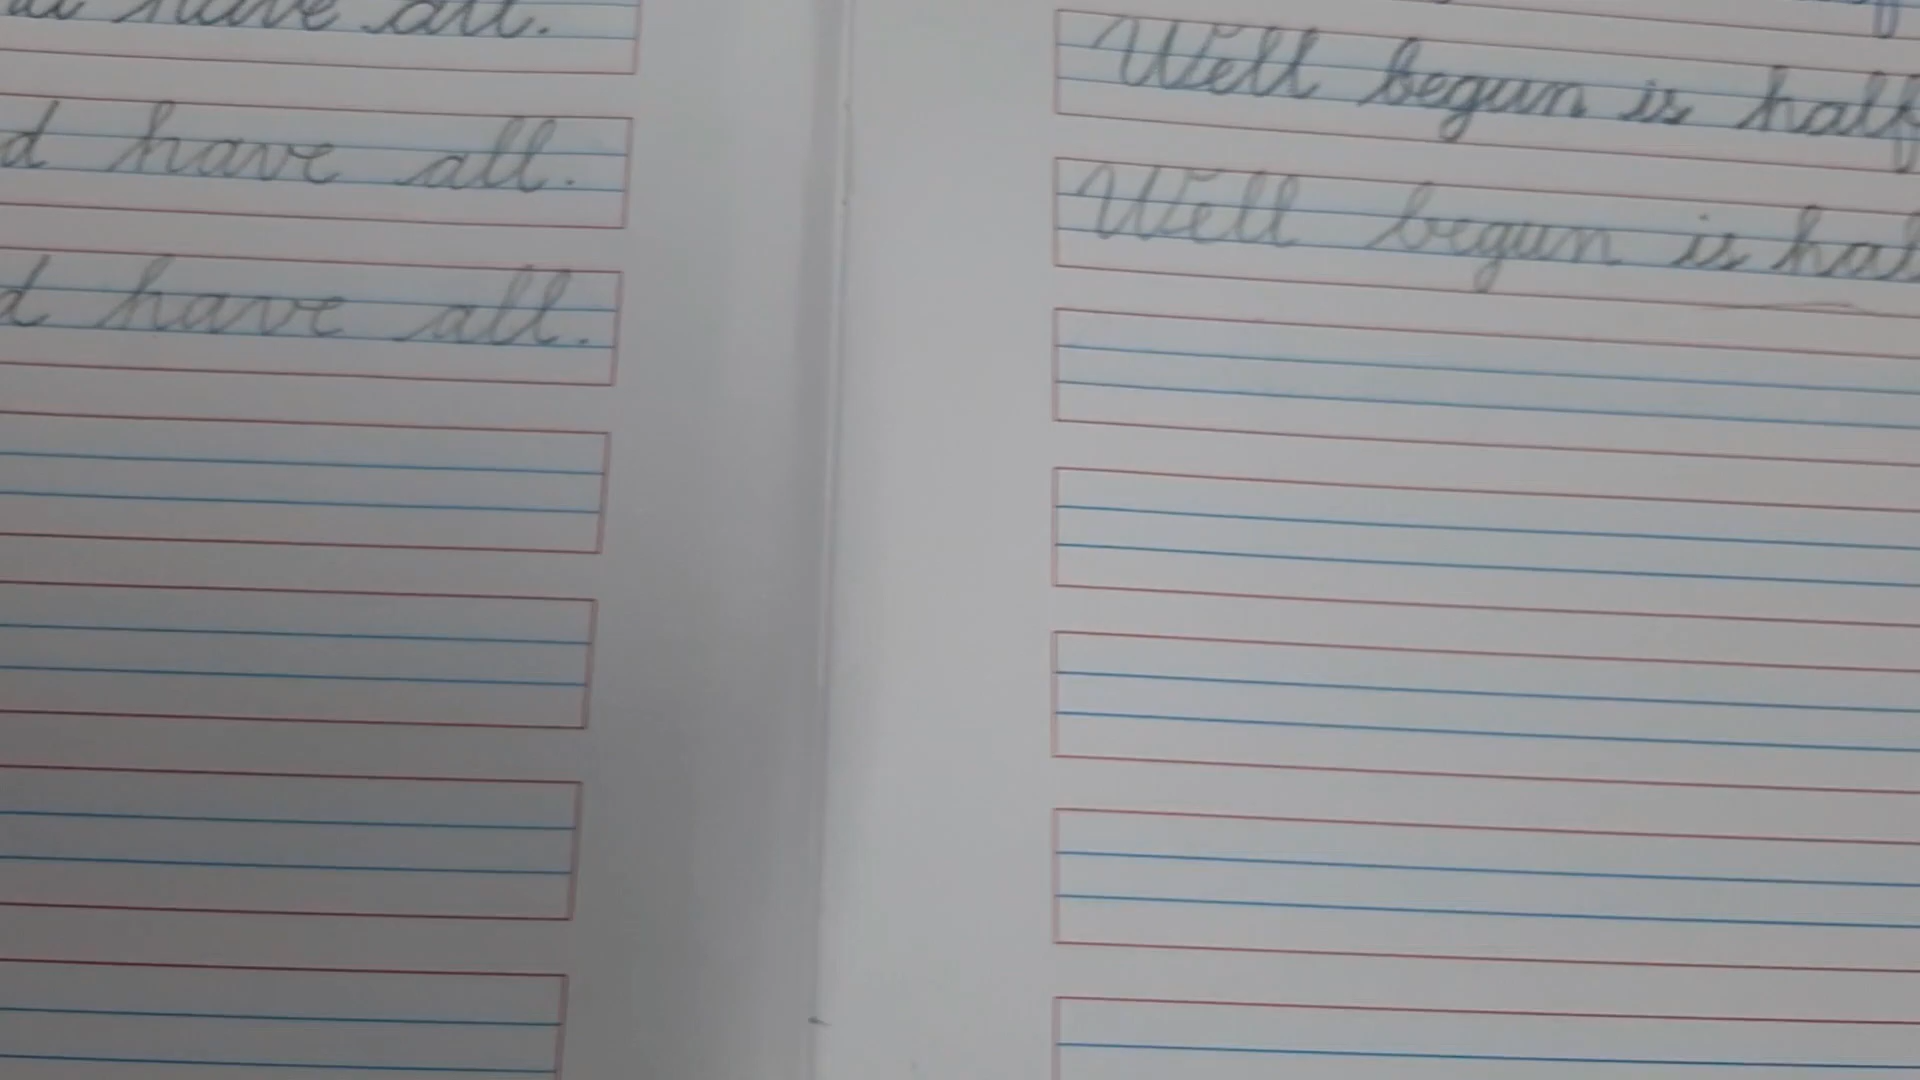 have all.
d have all.
d have all.
Well begun is half
Well begun is hal